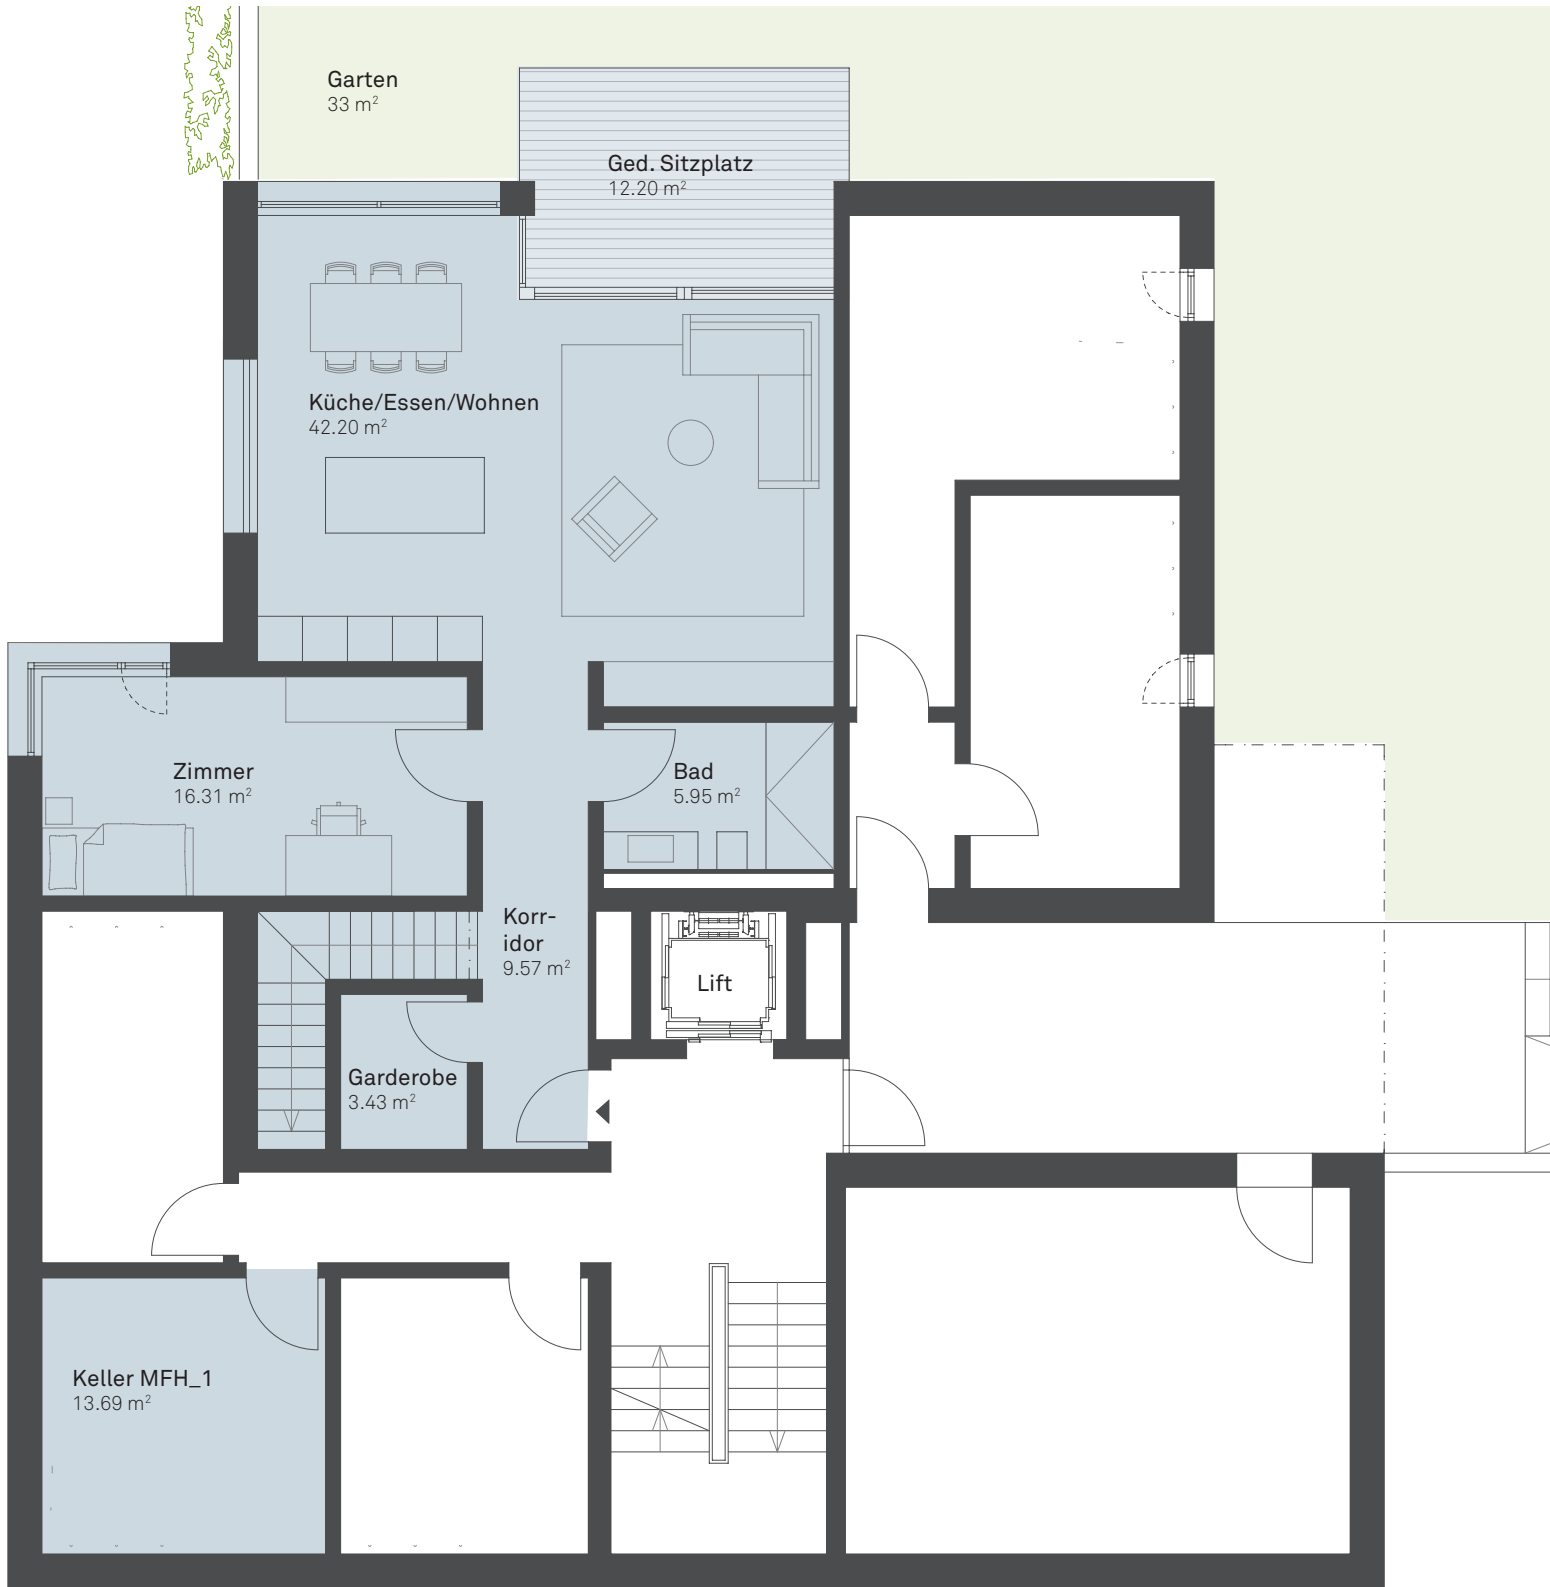 Garten
33 m²
Ged. Sitzplatz
12.20 m²
Küche/Essen/Wohnen
42.20 m²
Zimmer
16.31 m²
Bad
5.95 m²
Korr-
idor
9.57 m²
Lift
Garderobe
3.43 m²
Keller MFH_1
13.69 m²